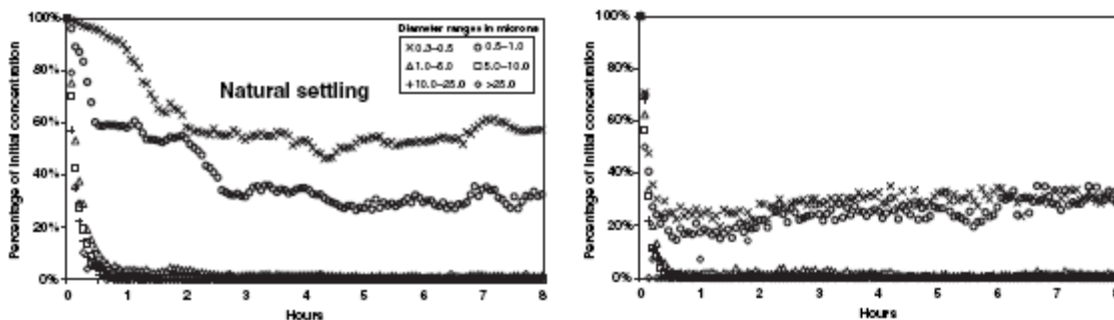 100%
80%
60%
40%
20%
0%
Percentage of initial concentration
Diameter ranges in microns
0.3–0.5
0.5–1.0
1.0–5.0
5.0–10.0
10.0–25.0
>25.0
Natural settling
0 1 2 3 4 5 6 7 8
Hours
100%
80%
60%
40%
20%
0%
Percentage of initial concentration
0 1 2 3 4 5 6 7
Hours